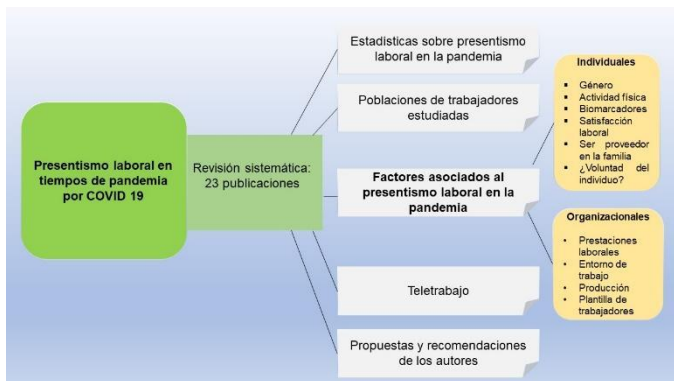 Presentismo laboral en
tiempos de pandemia
por COVID 19
Revisión sistemática:
23 publicaciones
Estadísticas sobre presentismo
laboral en la pandemia
Poblaciones de trabajadores
estudiadas
Factores asociados al
presentismo laboral en la
pandemia
Teletrabajo
Propuestas y recomendaciones
de los autores
Individuales
▪ Género
▪ Actividad física
▪ Biomarcadores
▪ Satisfacción
laboral
▪ Ser proveedor
en la familia
▪ ¿Voluntad del
individuo?
Organizacionales
• Prestaciones
laborales
• Entorno de
trabajo
• Producción
• Plantilla de
trabajadores